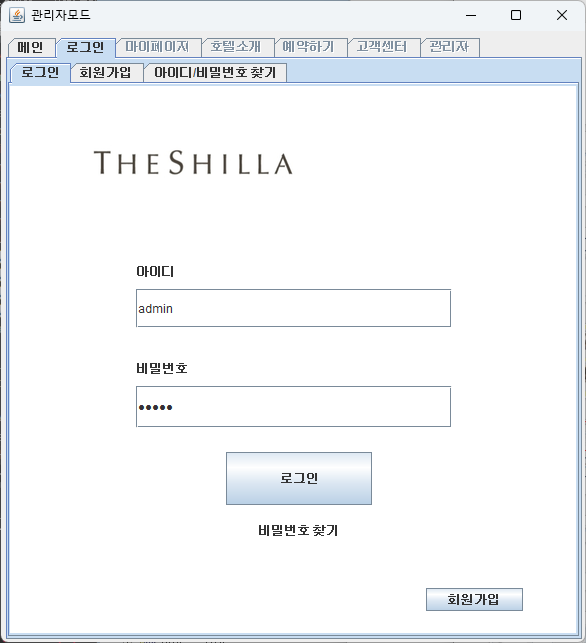 관리자모드
메인 로그인 마이페이지 호텔소개 예약하기 고객센터 관리자
로그인 회원가입 아이디/비밀번호 찾기
THE SHILLA
아이디
admin
비밀번호
•••••
로그인
비밀번호 찾기
회원가입